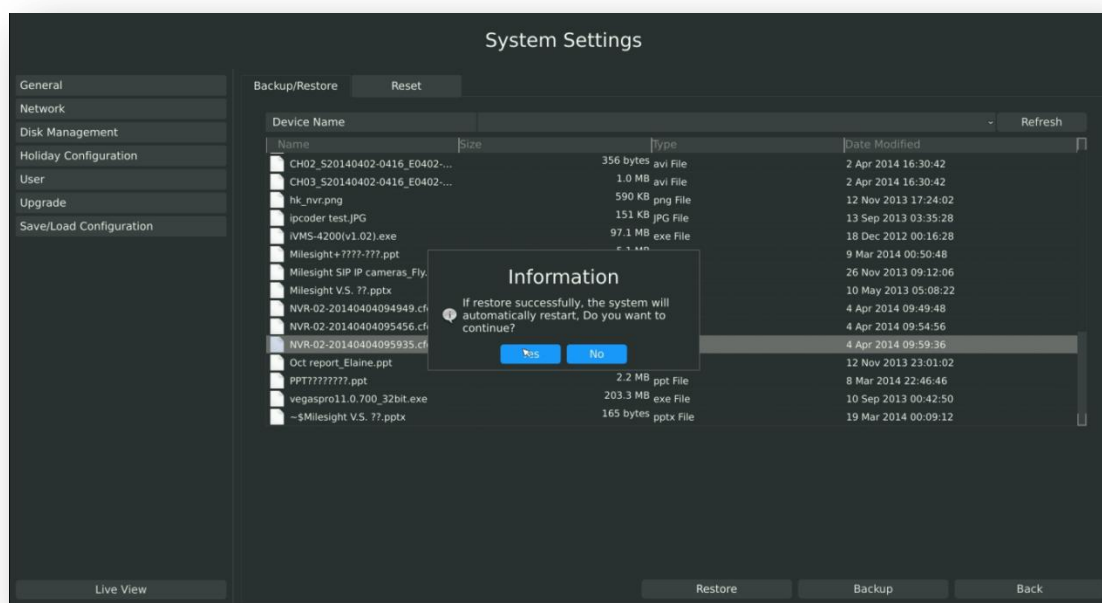 System Settings
General
Network
Disk Management
Holiday Configuration
User
Upgrade
Save/Load Configuration
Live View
Backup/Restore Reset
Device Name Refresh
Name Size Type Date Modified
CH02_S20140402-0416_E0402-... 356 bytes avi File 2 Apr 2014 16:30:42
CH03_S20140402-0416_E0402-... 1.0 MB avi File 2 Apr 2014 16:30:42
hk_nvr.png 590 KB png File 12 Nov 2013 17:24:02
ipcoder test.JPG 151 KB JPG File 13 Sep 2013 03:35:28
iVMS-4200(v1.02).exe 97.1 MB exe File 18 Dec 2012 00:16:28
Milesight+????-???.ppt 9 Mar 2014 00:50:48
Milesight SIP IP cameras_Fly. 26 Nov 2013 09:12:06
Milesight V.S. ??.pptx 10 May 2013 05:08:22
NVR-02-20140404094949.cf 4 Apr 2014 09:49:48
NVR-02-20140404095456.cf 4 Apr 2014 09:54:56
NVR-02-20140404095935.cf 4 Apr 2014 09:59:36
Oct report_Elaine.ppt 12 Nov 2013 23:01:02
PPT????????.ppt 2.2 MB ppt File 8 Mar 2014 22:46:46
vegaspro11.0.700_32bit.exe 203.3 MB exe File 10 Sep 2013 00:42:50
~$Milesight V.S. ??.pptx 165 bytes pptx File 19 Mar 2014 00:09:12
Information
If restore successfully, the system will
automatically restart, Do you want to
continue?
Yes No
Restore Backup Back